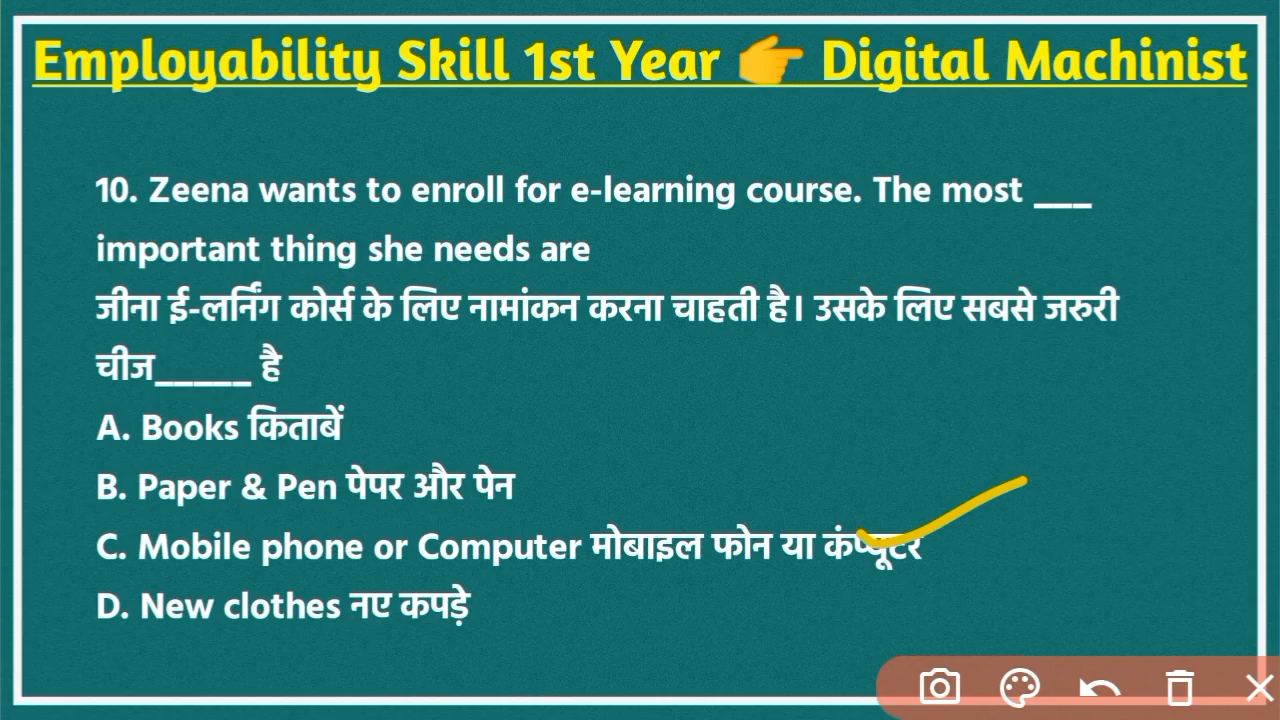 Employability Skill 1st Year 👉 Digital Machinist
10. Zeena wants to enroll for e-learning course. The most ___
important thing she needs are
जीना ई-लर्निंग कोर्स के लिए नामांकन करना चाहती है। उसके लिए सबसे जरुरी
चीज_____ है
A. Books किताबें
B. Paper & Pen पेपर और पेन
C. Mobile phone or Computer मोबाइल फोन या कंप्यूटर
D. New clothes नए कपड़े